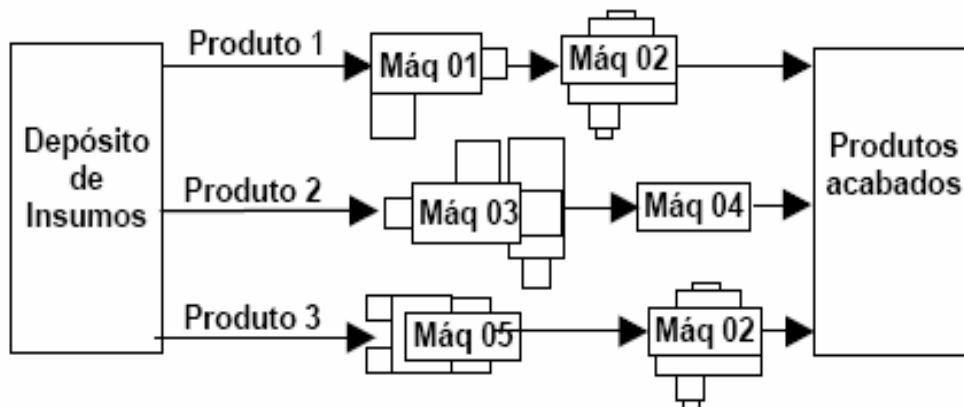 Depósito
de
Insumos
Produto 1
Máq 01
Máq 02
Produto 2
Máq 03
Máq 04
Produto 3
Máq 05
Máq 02
Produtos
acabados